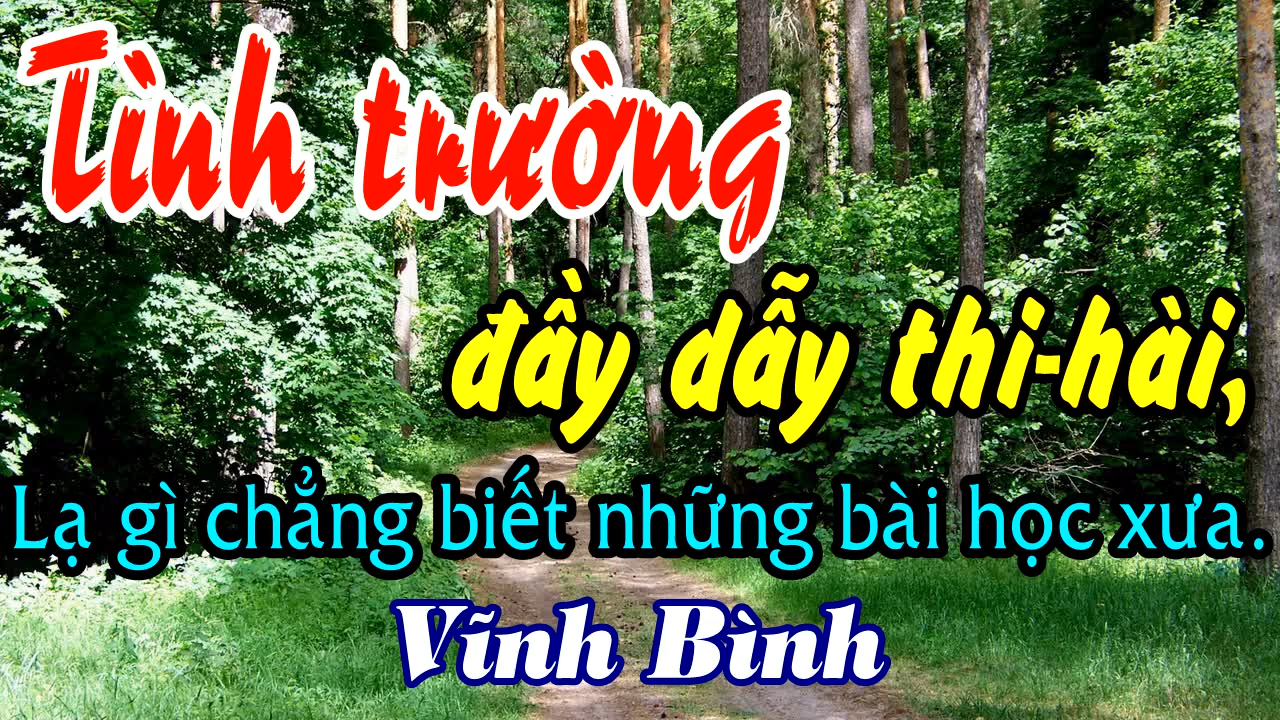 Tình trường
đầy dẫy thi-hài,
Lạ gì chẳng biết những bài học xưa.
Vĩnh Bình